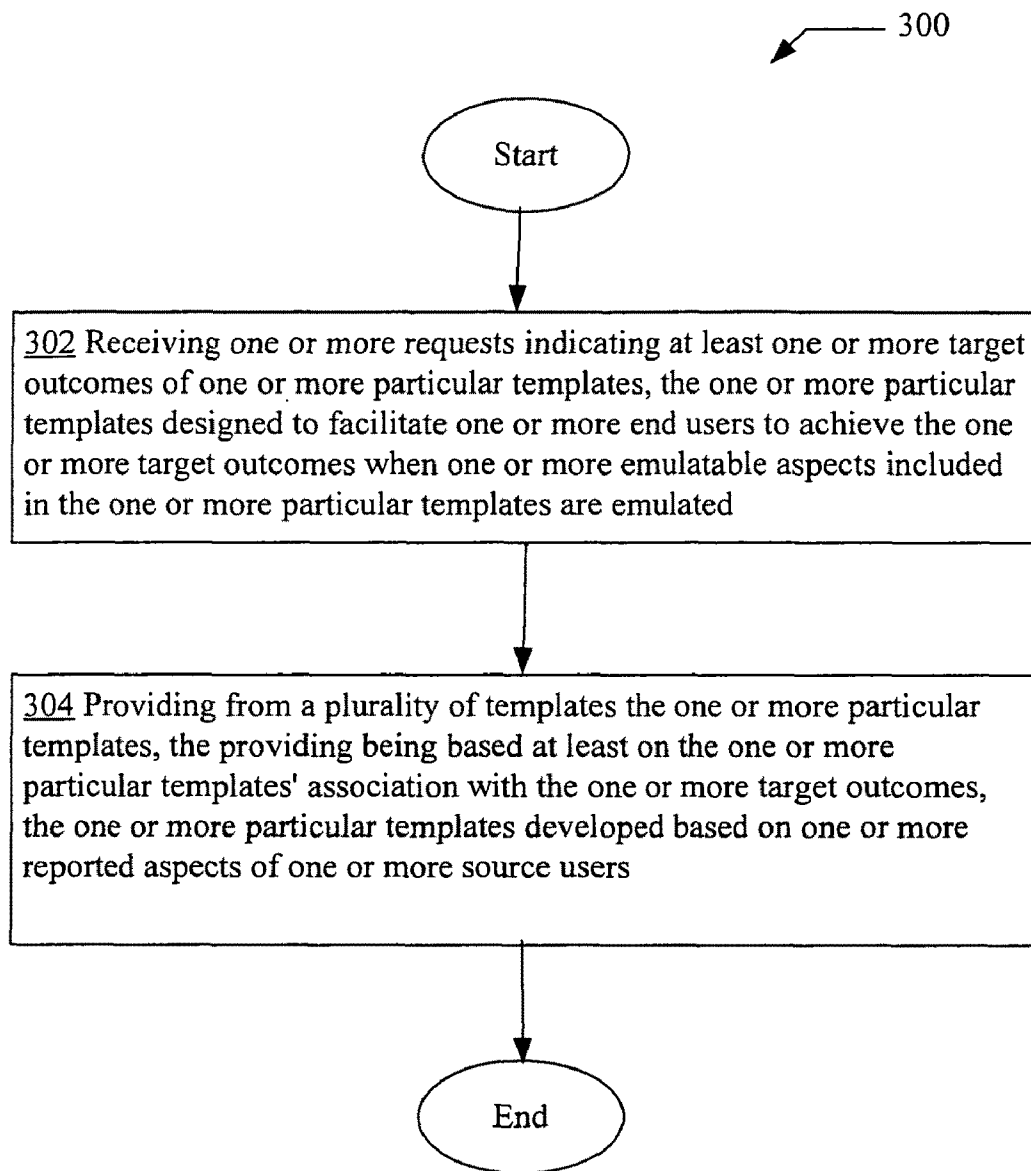 300
Start
302 Receiving one or more requests indicating at least one or more target
outcomes of one or more particular templates, the one or more particular
templates designed to facilitate one or more end users to achieve the one
or more target outcomes when one or more emulatable aspects included
in the one or more particular templates are emulated
304 Providing from a plurality of templates the one or more particular
templates, the providing being based at least on the one or more
particular templates' association with the one or more target outcomes,
the one or more particular templates developed based on one or more
reported aspects of one or more source users
End